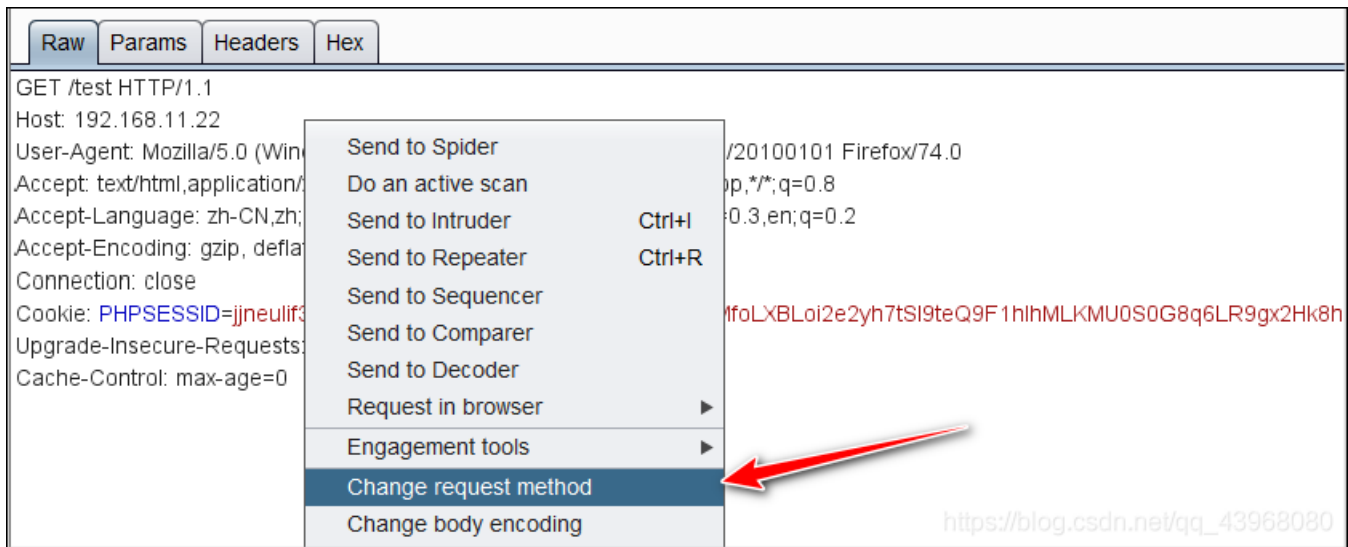 Raw Params Headers Hex
GET /test HTTP/1.1
Host: 192.168.11.22
User-Agent: Mozilla/5.0 (Win /20100101 Firefox/74.0
Accept: text/html,application/ pp,*/*;q=0.8
Accept-Language: zh-CN,zh; =0.3,en;q=0.2
Accept-Encoding: gzip, defla
Connection: close
Cookie: PHPSESSID=jjneulif3 MfoLXBLoi2e2yh7tSI9teQ9F1hlhMLKMU0S0G8q6LR9gx2Hk8h
Upgrade-Insecure-Requests:
Cache-Control: max-age=0
Send to Spider
Do an active scan
Send to Intruder Ctrl+I
Send to Repeater Ctrl+R
Send to Sequencer
Send to Comparer
Send to Decoder
Request in browser
Engagement tools
Change request method
Change body encoding
https://blog.csdn.net/qq_43968080